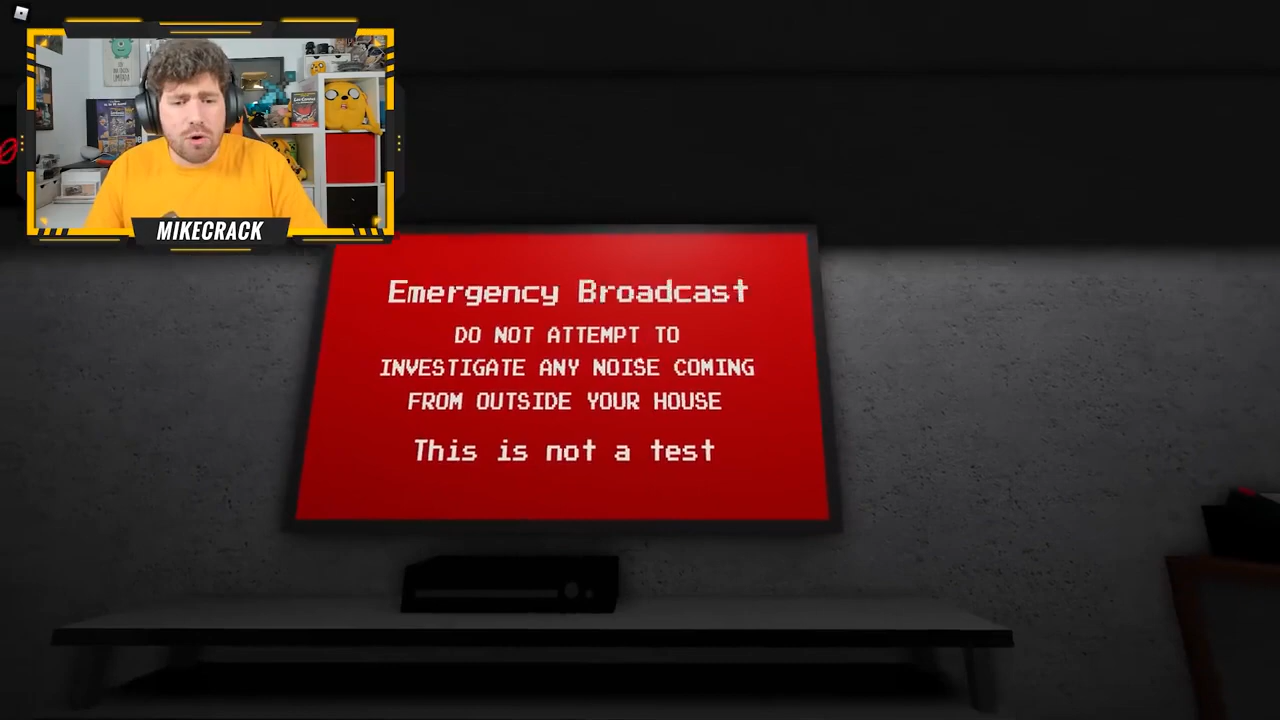 MIKECRACK
Emergency Broadcast
DO NOT ATTEMPT TO
INVESTIGATE ANY NOISE COMING
FROM OUTSIDE YOUR HOUSE
This is not a test